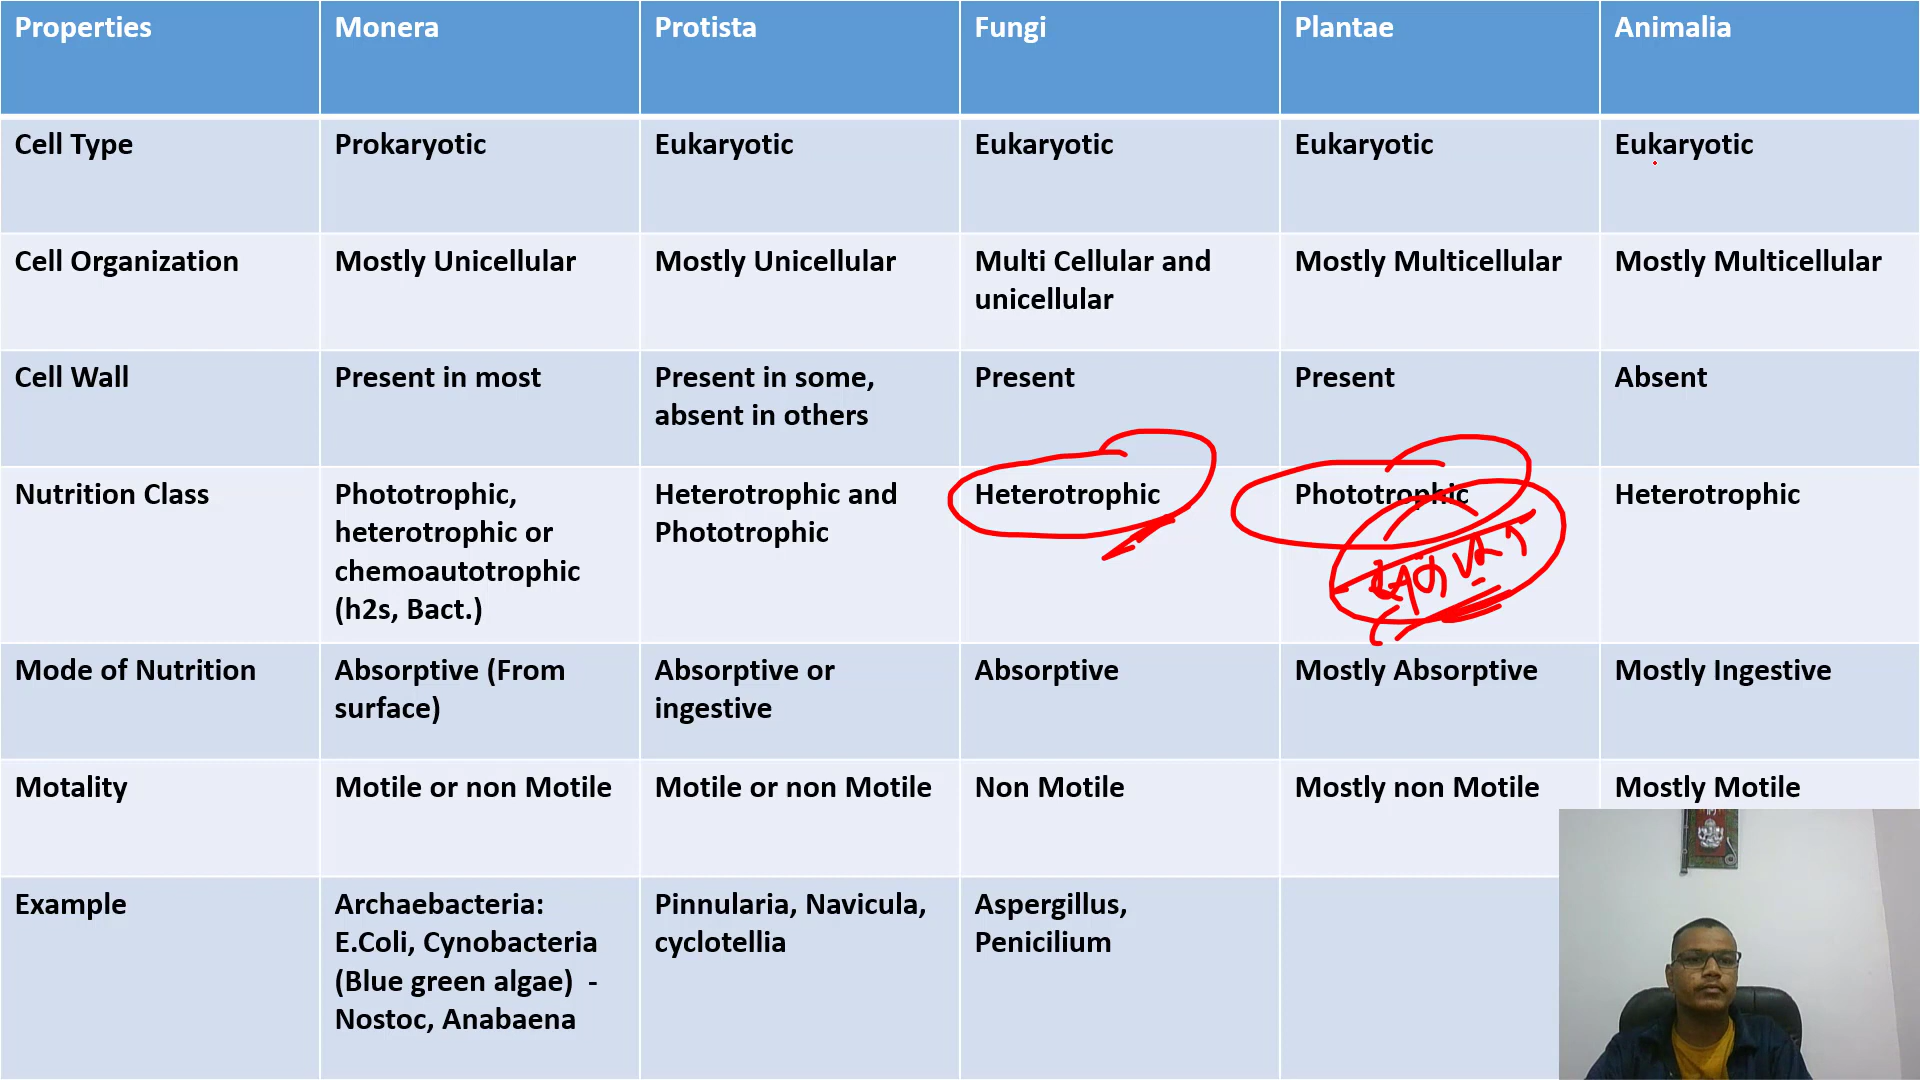 Properties
Monera
Protista
Fungi
Plantae
Animalia
Cell Type
Prokaryotic
Eukaryotic
Eukaryotic
Eukaryotic
Eukaryotic
Cell Organization
Mostly Unicellular
Mostly Unicellular
Multi Cellular and
unicellular
Mostly Multicellular
Mostly Multicellular
Cell Wall
Present in most
Present in some,
absent in others
Present
Present
Absent
Nutrition Class
Phototrophic,
heterotrophic or
chemoautotrophic
(h2s, Bact.)
Heterotrophic and
Phototrophic
Heterotrophic
Phototrophic
Heterotrophic
Mode of Nutrition
Absorptive (From
surface)
Absorptive or
ingestive
Absorptive
Mostly Absorptive
Mostly Ingestive
Motality
Motile or non Motile
Motile or non Motile
Non Motile
Mostly non Motile
Mostly Motile
Example
Archaebacteria:
E.Coli, Cynobacteria
(Blue green algae)  -
Nostoc, Anabaena
Pinnularia, Navicula,
cyclotellia
Aspergillus,
Penicilium